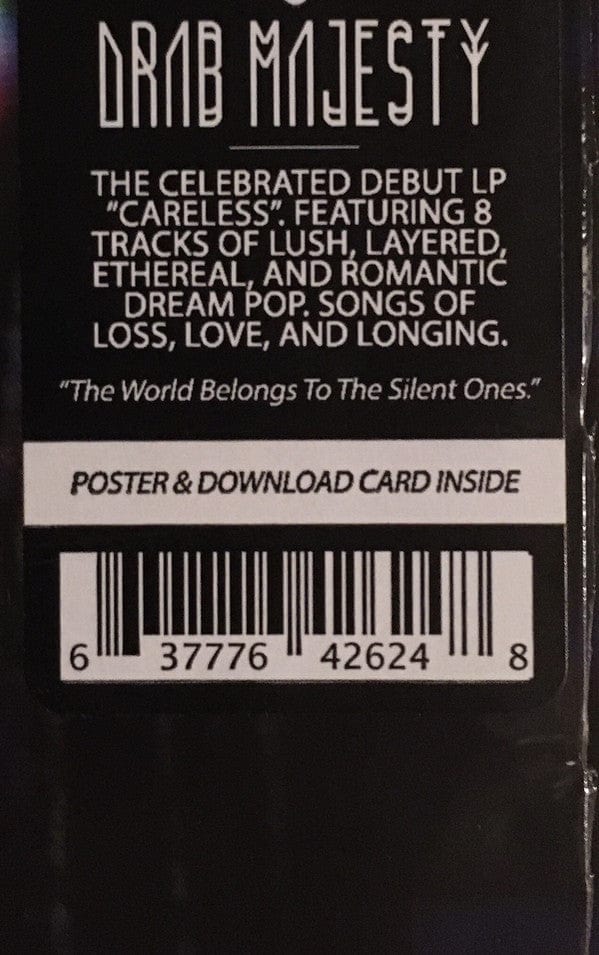 DRAB MAJESTY
THE CELEBRATED DEBUT LP
"CARELESS". FEATURING 8
TRACKS OF LUSH, LAYERED,
ETHEREAL, AND ROMANTIC
DREAM POP. SONGS OF
LOSS, LOVE, AND LONGING.
"The World Belongs To The Silent Ones."
POSTER & DOWNLOAD CARD INSIDE
6 37776 42624 8